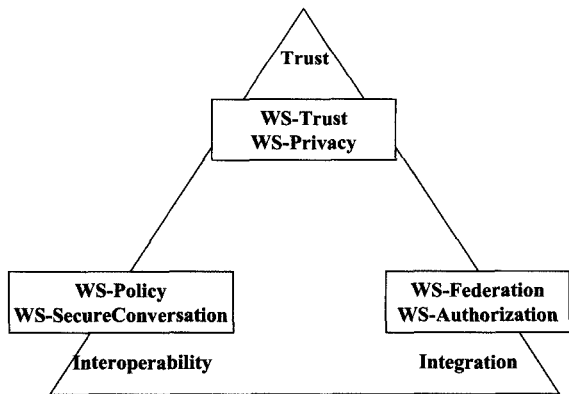 Trust
WS-Trust
WS-Privacy
WS-Policy
WS-SecureConversation
WS-Federation
WS-Authorization
Interoperability
Integration